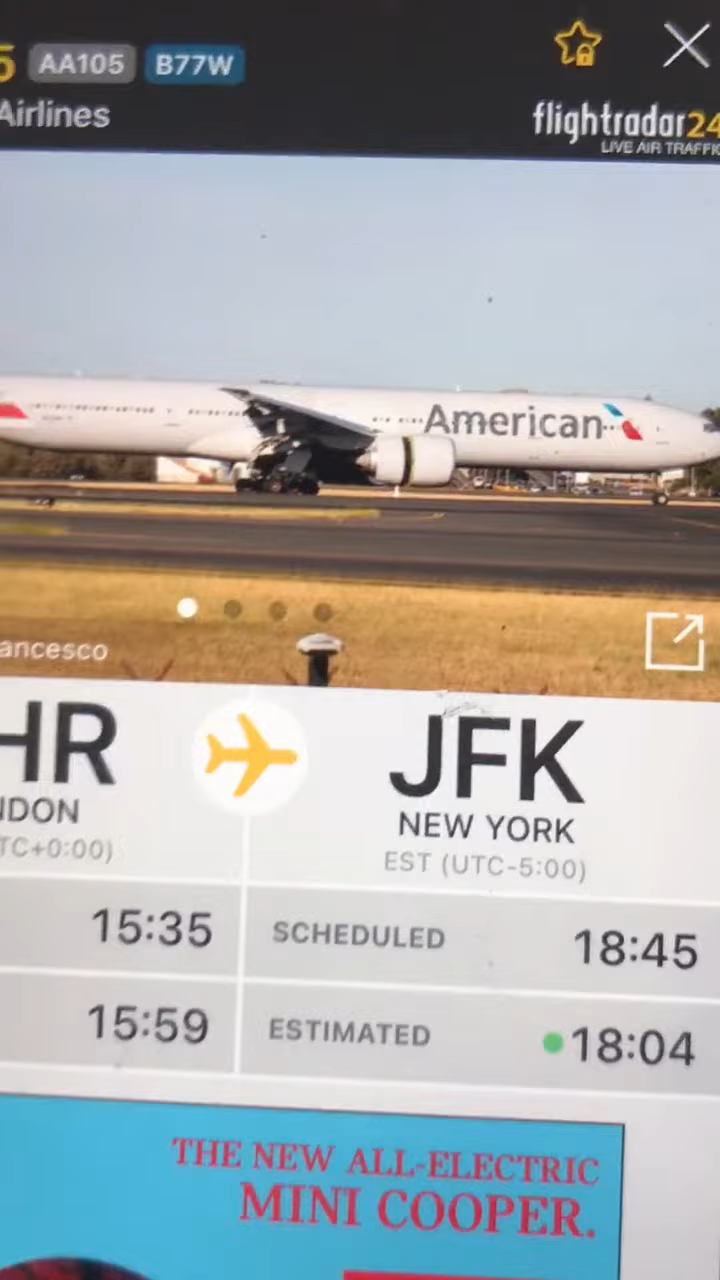 5 AA105 B77W
Airlines
flightradar24
LIVE AIR TRAFFIC
American
ancesco
HR
JFK
NDON
NEW YORK
TC+0:00)
EST (UTC-5:00)
15:35 SCHEDULED 18:45
15:59 ESTIMATED 18:04
THE NEW ALL-ELECTRIC
MINI COOPER.